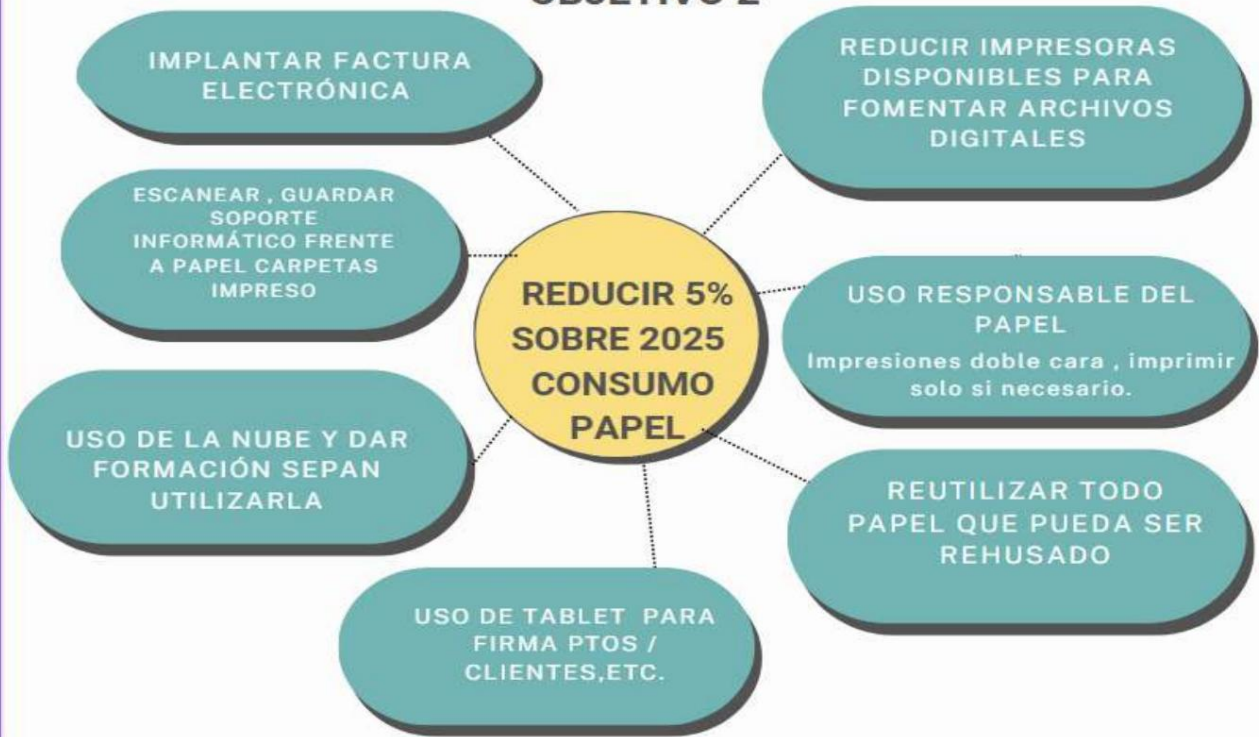 OBJETIVO 2
IMPLANTAR FACTURA
ELECTRÓNICA
REDUCIR IMPRESORAS
DISPONIBLES PARA
FOMENTAR ARCHIVOS
DIGITALES
ESCANEAR , GUARDAR
SOPORTE
INFORMÁTICO FRENTE
A PAPEL CARPETAS
IMPRESO
REDUCIR 5%
SOBRE 2025
CONSUMO
PAPEL
USO RESPONSABLE DEL
PAPEL
Impresiones doble cara , imprimir
solo si necesario.
USO DE LA NUBE Y DAR
FORMACIÓN SEPAN
UTILIZARLA
REUTILIZAR TODO
PAPEL QUE PUEDA SER
REHUSADO
USO DE TABLET PARA
FIRMA PTOS /
CLIENTES,ETC.